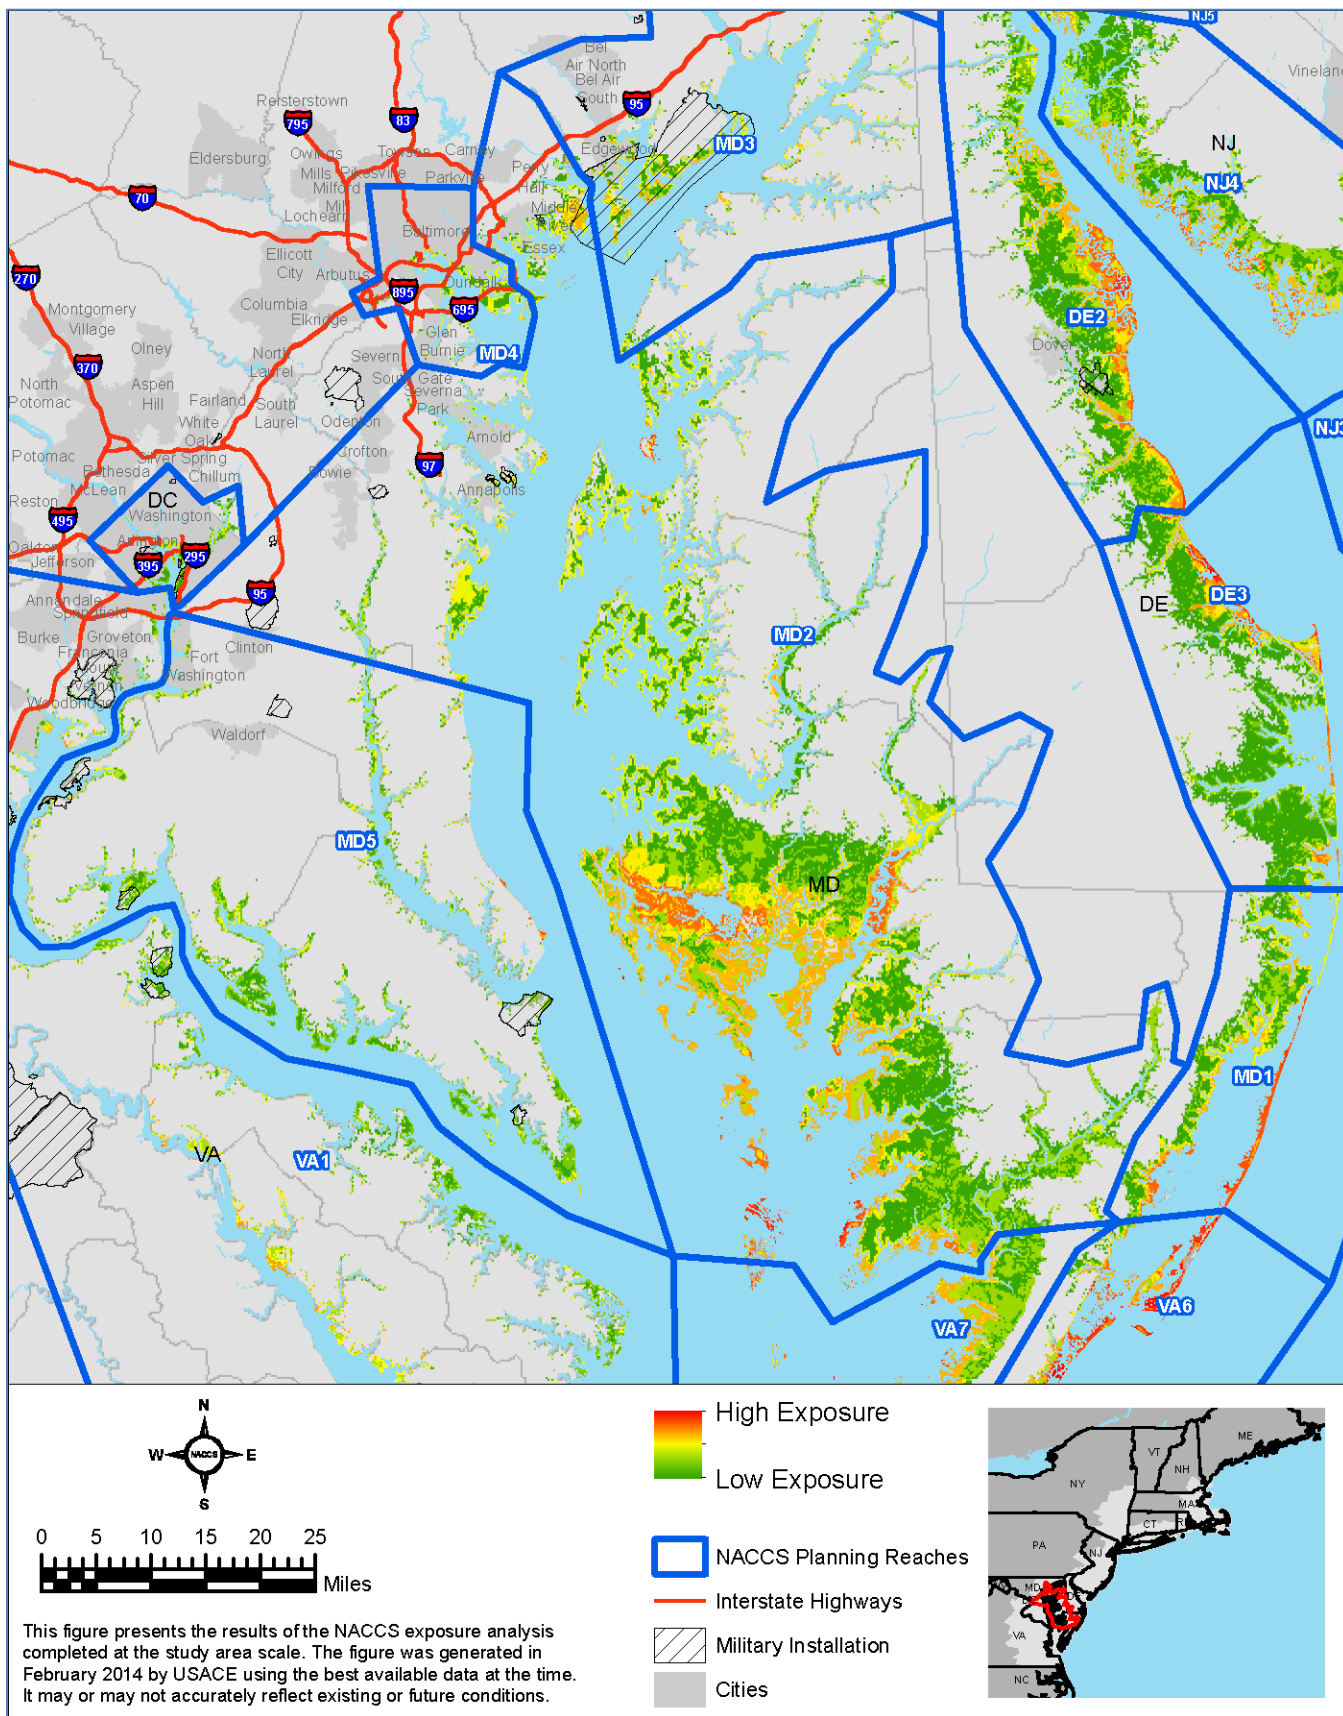 NJ5
Bel
Air North
Bel Air
South
Vineland
95
Reisterstown
795
83
Eldersburg
Owings
Mills
Milford
Mill
Lochearn
Towson
Pikesville
Carney
Parkville
Perry
Hall
Edgewood
MD3
NJ
NJ4
70
Baltimore
Middle
River
Essex
Ellicott
City
Arbutus
270
Columbia
Elkridge
895
Dundalk
695
Montgomery
Village
Glen
Burnie
MD4
DE2
Dover
Olney
370
North
Laurel
Severn
South
Gate
Severna
Park
North
Potomac
Aspen
Hill
Fairland
White
Oak
South
Laurel
Odenton
Arnold
NJ3
Potomac
Bethesda
Silver Spring
Chillum
Crofton
Bowie
97
Annapolis
Reston
McLean
DC
Washington
495
Arlington
Oakton
Jefferson
395
295
Annandale
Springfield
95
DE
DE3
Burke
Groveton
Franconia
Clinton
Fort
Washington
MD2
Woodbridge
Waldorf
MD5
MD
MD1
VA
VA1
VA6
VA7
N
W
NACCS
E
S
0 5 10 15 20 25
Miles
This figure presents the results of the NACCS exposure analysis
completed at the study area scale. The figure was generated in
February 2014 by USACE using the best available data at the time.
It may or may not accurately reflect existing or future conditions.
High Exposure
Low Exposure
NACCS Planning Reaches
Interstate Highways
Military Installation
Cities
ME
VT
NH
NY
MA
CT
PA
NJ
MD
VA
NC